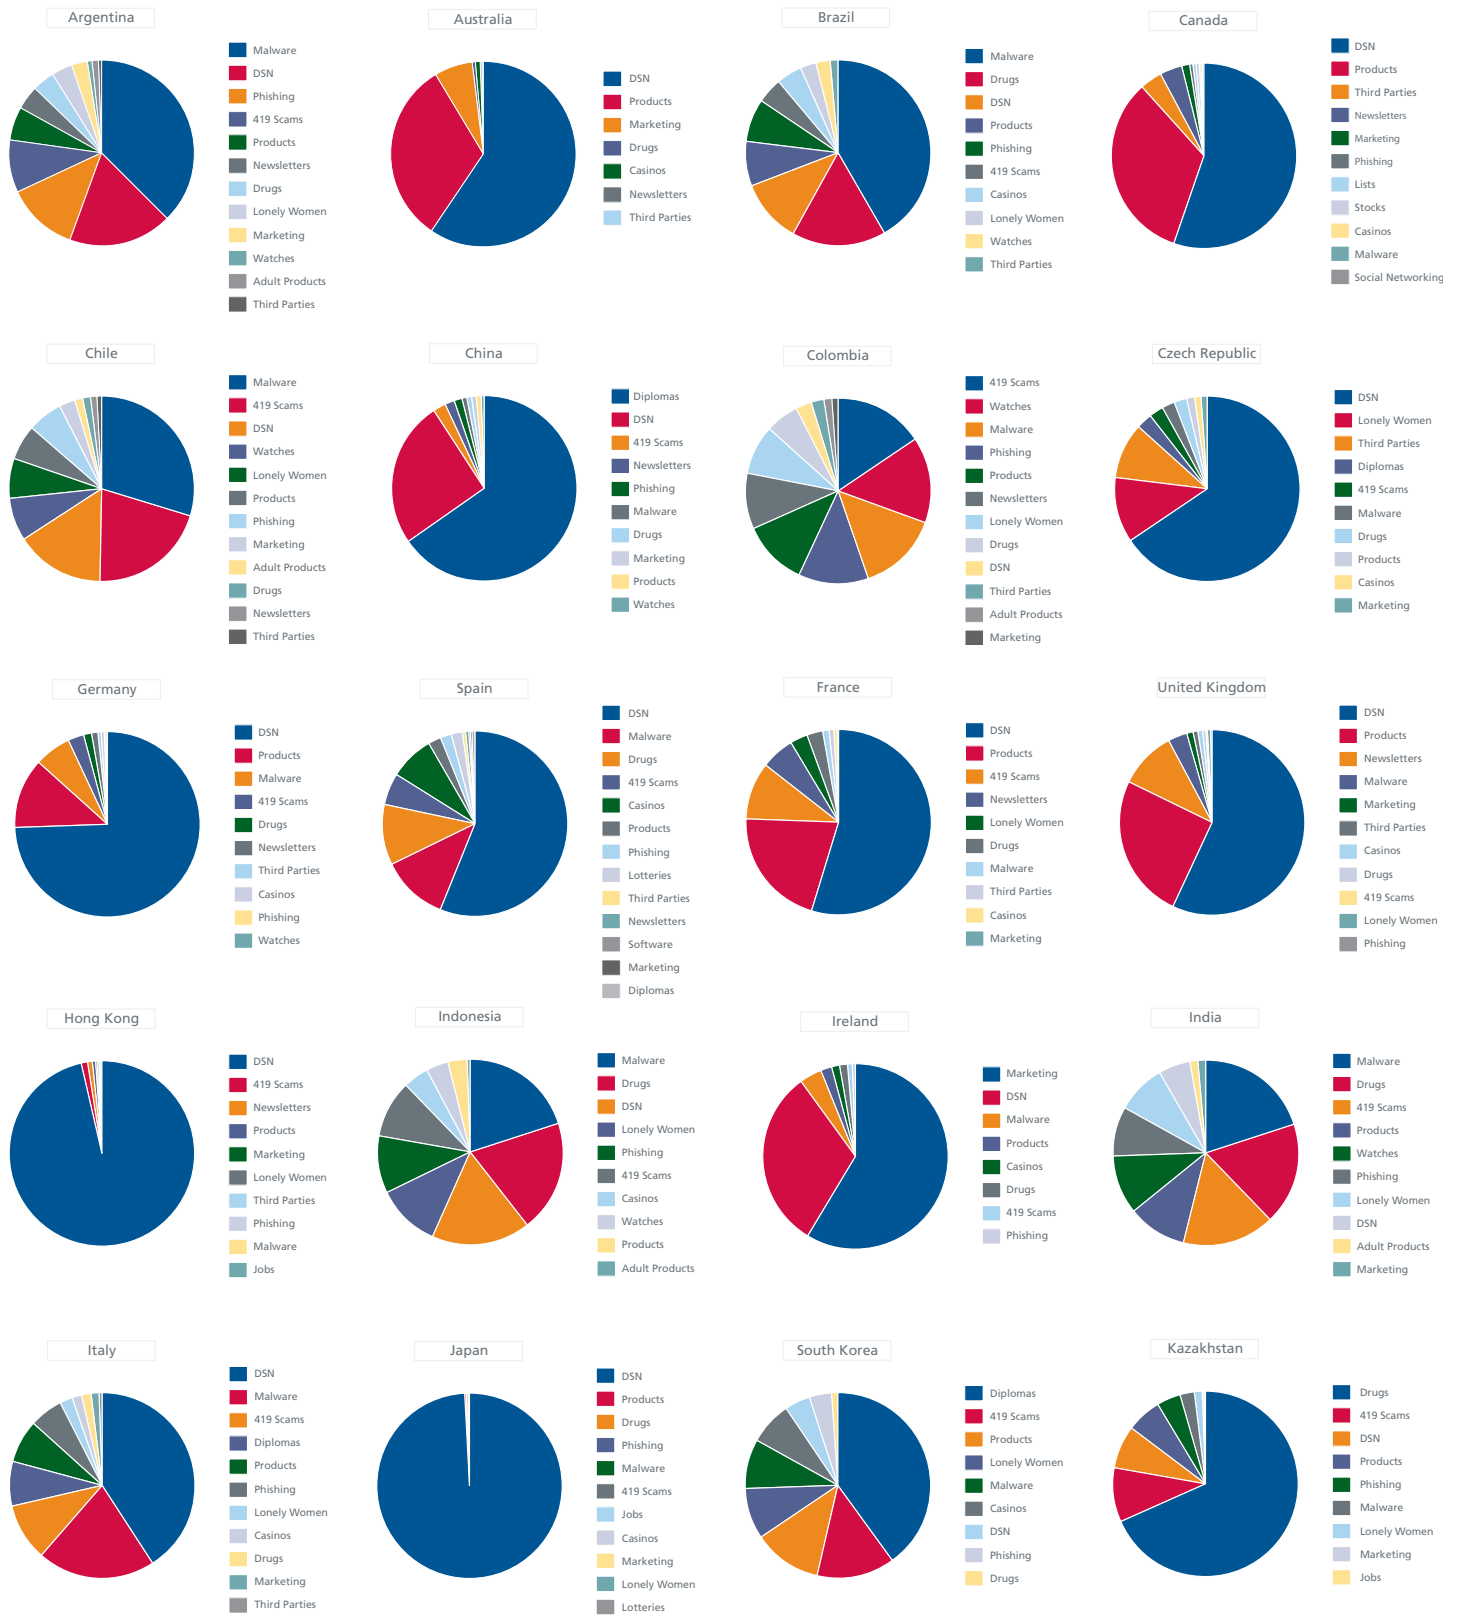 Argentina
Malware
DSN
Phishing
419 Scams
Products
Newsletters
Drugs
Lonely Women
Marketing
Watches
Adult Products
Third Parties
Australia
DSN
Products
Marketing
Drugs
Casinos
Newsletters
Third Parties
Brazil
Malware
Drugs
DSN
Products
Phishing
419 Scams
Casinos
Lonely Women
Watches
Third Parties
Canada
DSN
Products
Third Parties
Newsletters
Marketing
Phishing
Lists
Stocks
Casinos
Malware
Social Networking
Chile
Malware
419 Scams
DSN
Watches
Lonely Women
Products
Phishing
Marketing
Adult Products
Drugs
Newsletters
Third Parties
China
Diplomas
DSN
419 Scams
Newsletters
Phishing
Malware
Drugs
Marketing
Products
Watches
Colombia
419 Scams
Watches
Malware
Phishing
Products
Newsletters
Lonely Women
Drugs
DSN
Third Parties
Adult Products
Marketing
Czech Republic
DSN
Lonely Women
Third Parties
Diplomas
419 Scams
Malware
Drugs
Products
Casinos
Marketing
Germany
DSN
Products
Malware
419 Scams
Drugs
Newsletters
Third Parties
Casinos
Phishing
Watches
Spain
DSN
Malware
Drugs
419 Scams
Casinos
Products
Phishing
Lotteries
Third Parties
Newsletters
Software
Marketing
Diplomas
France
DSN
Products
419 Scams
Newsletters
Lonely Women
Drugs
Malware
Third Parties
Casinos
Marketing
United Kingdom
DSN
Products
Newsletters
Malware
Marketing
Third Parties
Casinos
Drugs
419 Scams
Lonely Women
Phishing
Hong Kong
DSN
419 Scams
Newsletters
Products
Marketing
Lonely Women
Third Parties
Phishing
Malware
Jobs
Indonesia
Malware
Drugs
DSN
Lonely Women
Phishing
419 Scams
Casinos
Watches
Products
Adult Products
Ireland
Marketing
DSN
Malware
Products
Casinos
Drugs
419 Scams
Phishing
India
Malware
Drugs
419 Scams
Products
Watches
Phishing
Lonely Women
DSN
Adult Products
Marketing
Italy
DSN
Malware
419 Scams
Diplomas
Products
Phishing
Lonely Women
Casinos
Drugs
Marketing
Third Parties
Japan
DSN
Products
Drugs
Phishing
Malware
419 Scams
Jobs
Casinos
Marketing
Lonely Women
Lotteries
South Korea
Diplomas
419 Scams
Products
Lonely Women
Malware
Casinos
DSN
Phishing
Drugs
Kazakhstan
Drugs
419 Scams
DSN
Products
Phishing
Malware
Lonely Women
Marketing
Jobs